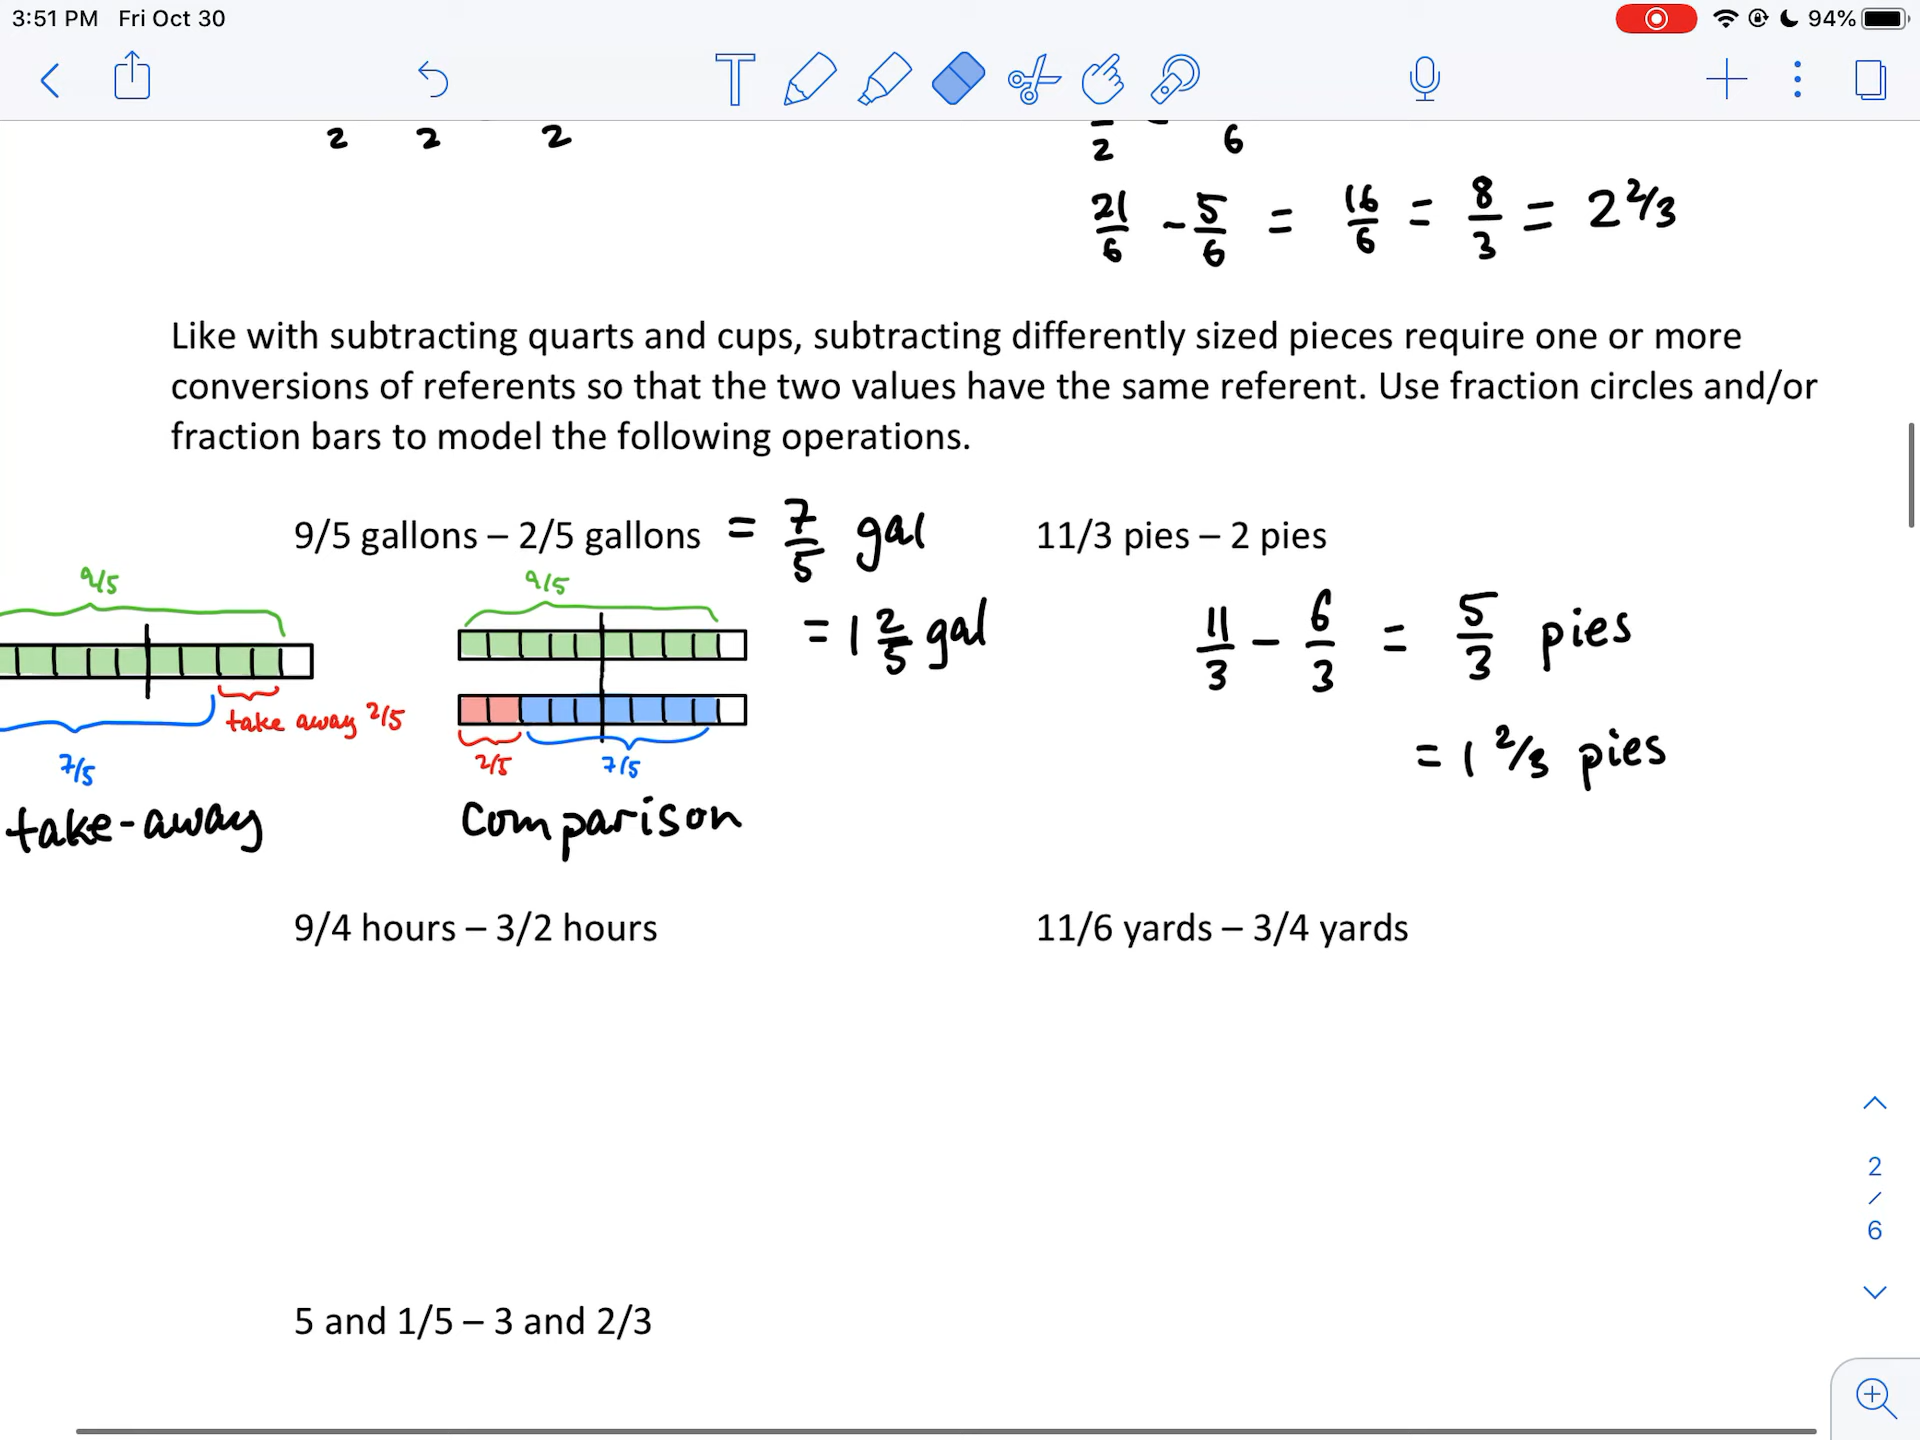 3:51 PM Fri Oct 30
94%
T
2 2 2
2 6
21/6 - 5/6 = 16/6 = 8/3 = 2 2/3
Like with subtracting quarts and cups, subtracting differently sized pieces require one or more
conversions of referents so that the two values have the same referent. Use fraction circles and/or
fraction bars to model the following operations.
9/5 gallons – 2/5 gallons = 7/5 gal
= 1 2/5 gal
9/5
take away 2/5
7/5
take-away
9/5
2/5 7/5
comparison
11/3 pies – 2 pies
11/3 - 6/3 = 5/3 pies
= 1 2/3 pies
9/4 hours – 3/2 hours
11/6 yards – 3/4 yards
5 and 1/5 – 3 and 2/3
2
/
6